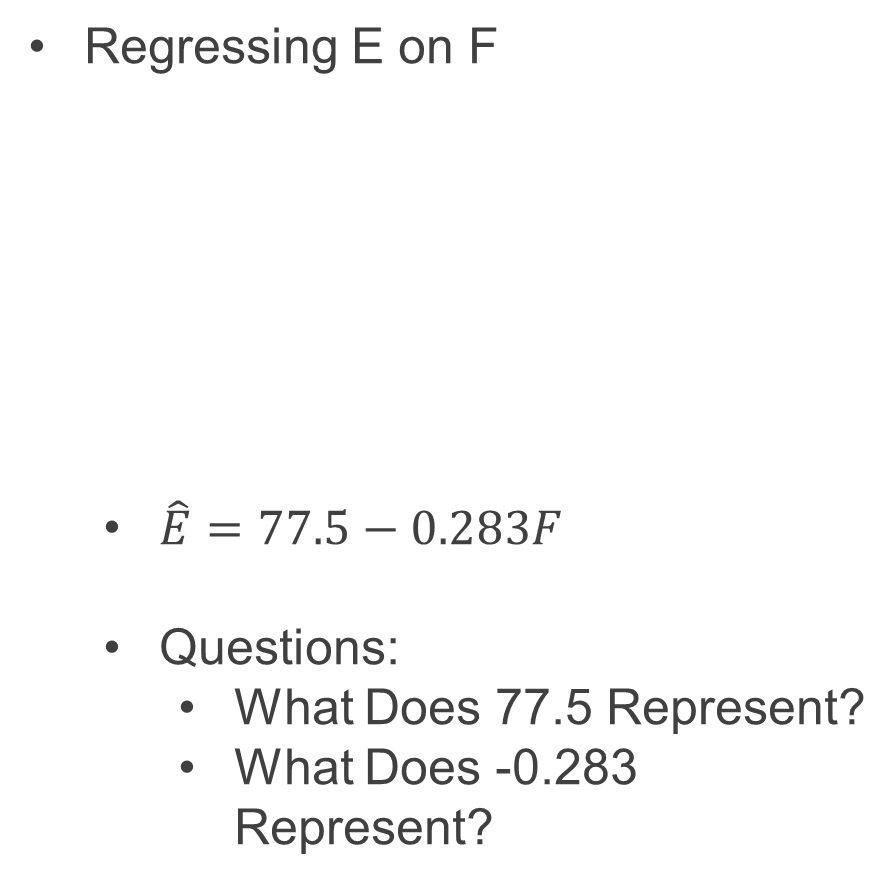 • Regressing E on F
• Ê = 77.5 − 0.283F
• Questions:
• What Does 77.5 Represent?
• What Does -0.283
Represent?